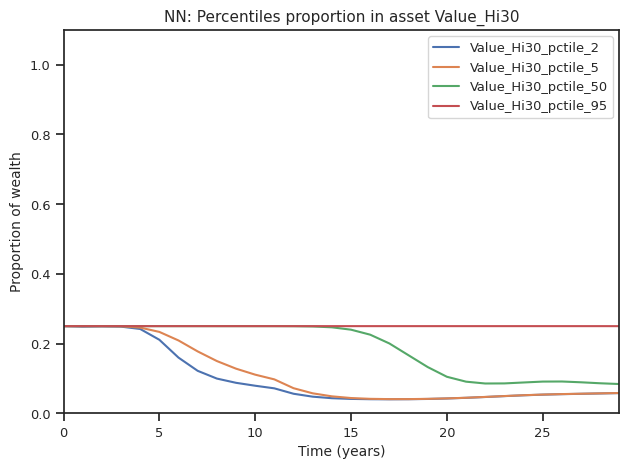 NN: Percentiles proportion in asset Value_Hi30
Value_Hi30_pctile_2
Value_Hi30_pctile_5
Value_Hi30_pctile_50
Value_Hi30_pctile_95
Proportion of wealth
1.0
0.8
0.6
0.4
0.2
0.0
0 5 10 15 20 25
Time (years)